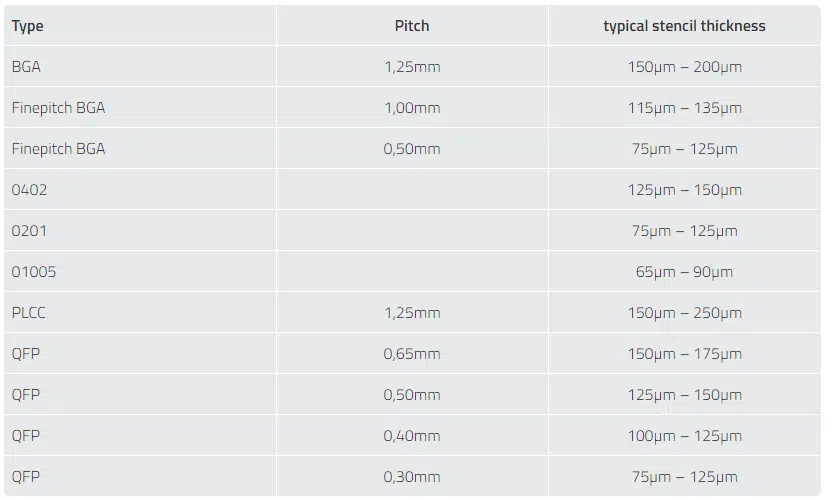 Type Pitch typical stencil thickness
BGA 1,25mm 150µm – 200µm
Finepitch BGA 1,00mm 115µm – 135µm
Finepitch BGA 0,50mm 75µm – 125µm
0402 125µm – 150µm
0201 75µm – 125µm
01005 65µm – 90µm
PLCC 1,25mm 150µm – 250µm
QFP 0,65mm 150µm – 175µm
QFP 0,50mm 125µm – 150µm
QFP 0,40mm 100µm – 125µm
QFP 0,30mm 75µm – 125µm